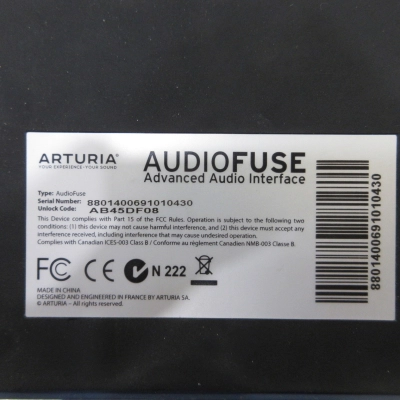 ARTURIA
YOUR EXPERIENCE · YOUR SOUND
AUDIOFUSE
Advanced Audio Interface
Type: AudioFuse
Serial Number: 8801400691010430
Unlock Code: AB45DF08
This Device complies with Part 15 of the FCC Rules. Operation is subject to the following two
conditions: (1) this device may not cause harmful interference, and (2) this
device must accept any interference received, including interference that may
cause undesired operation.
Complies with Canadian ICES-003 Class B / Conforme au règlement Canadien NMB-003 Classe B.
FC CE N 222
MADE IN CHINA
DESIGNED AND ENGINEERED IN FRANCE BY ARTURIA SA.
© ARTURIA – All rights reserved.
8801400691010430